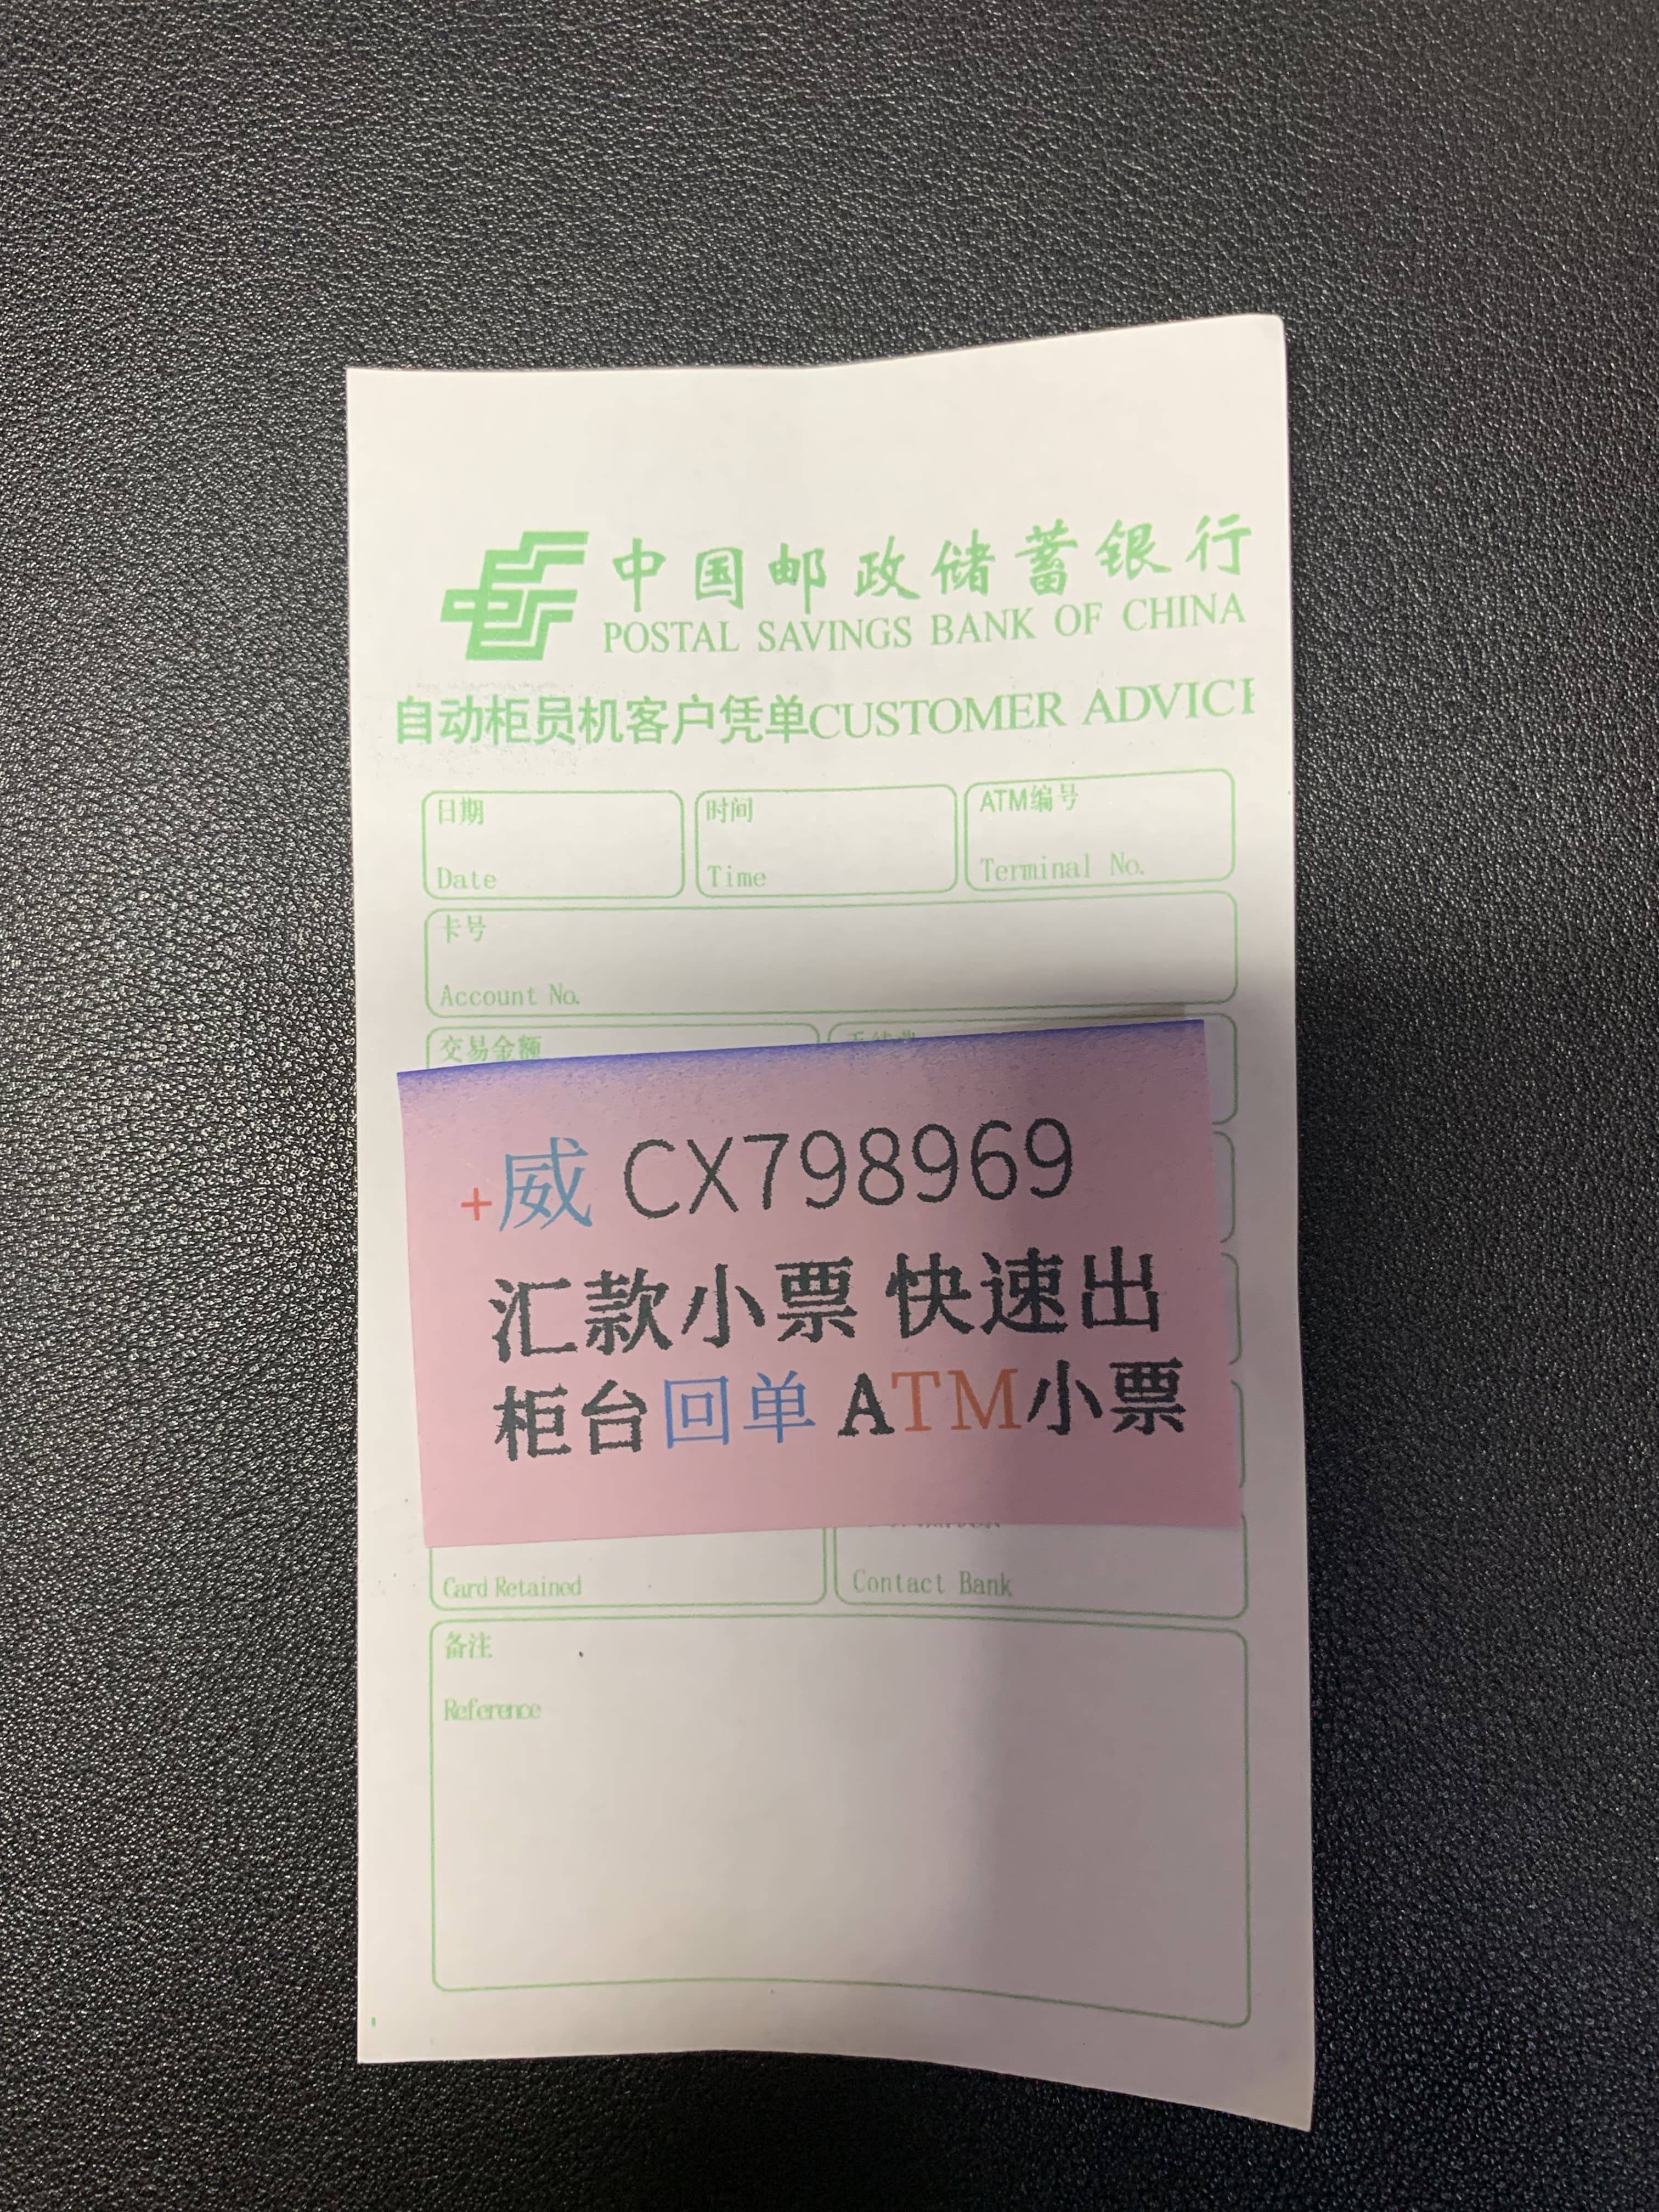 中国邮政储蓄银行
POSTAL SAVINGS BANK OF CHINA
自动柜员机客户凭单CUSTOMER ADVICE
日期 时间 ATM编号
Date Time Terminal No.
卡号
Account No.
交易金额 手续费
+威 CX798969
汇款小票 快速出
柜台回单 ATM小票
Card Retained Contact Bank
备注
Reference